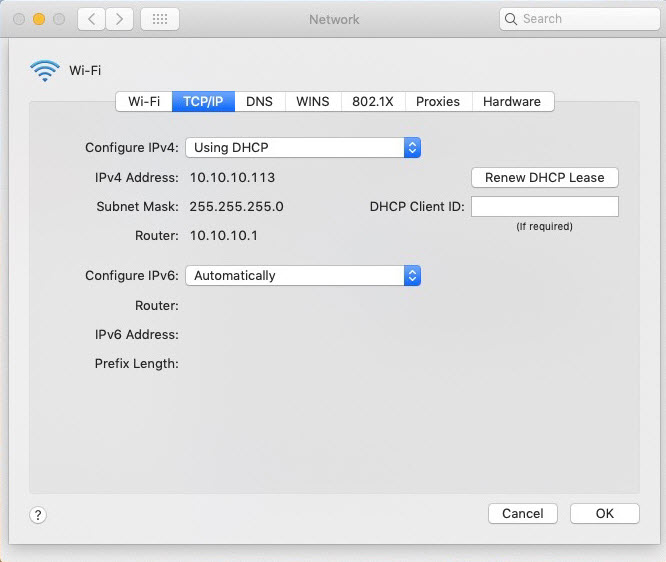 Network
Search
Wi-Fi
Wi-Fi TCP/IP DNS WINS 802.1X Proxies Hardware
Configure IPv4: Using DHCP
IPv4 Address: 10.10.10.113 Renew DHCP Lease
Subnet Mask: 255.255.255.0 DHCP Client ID:
(If required)
Router: 10.10.10.1
Configure IPv6: Automatically
Router:
IPv6 Address:
Prefix Length:
? Cancel OK